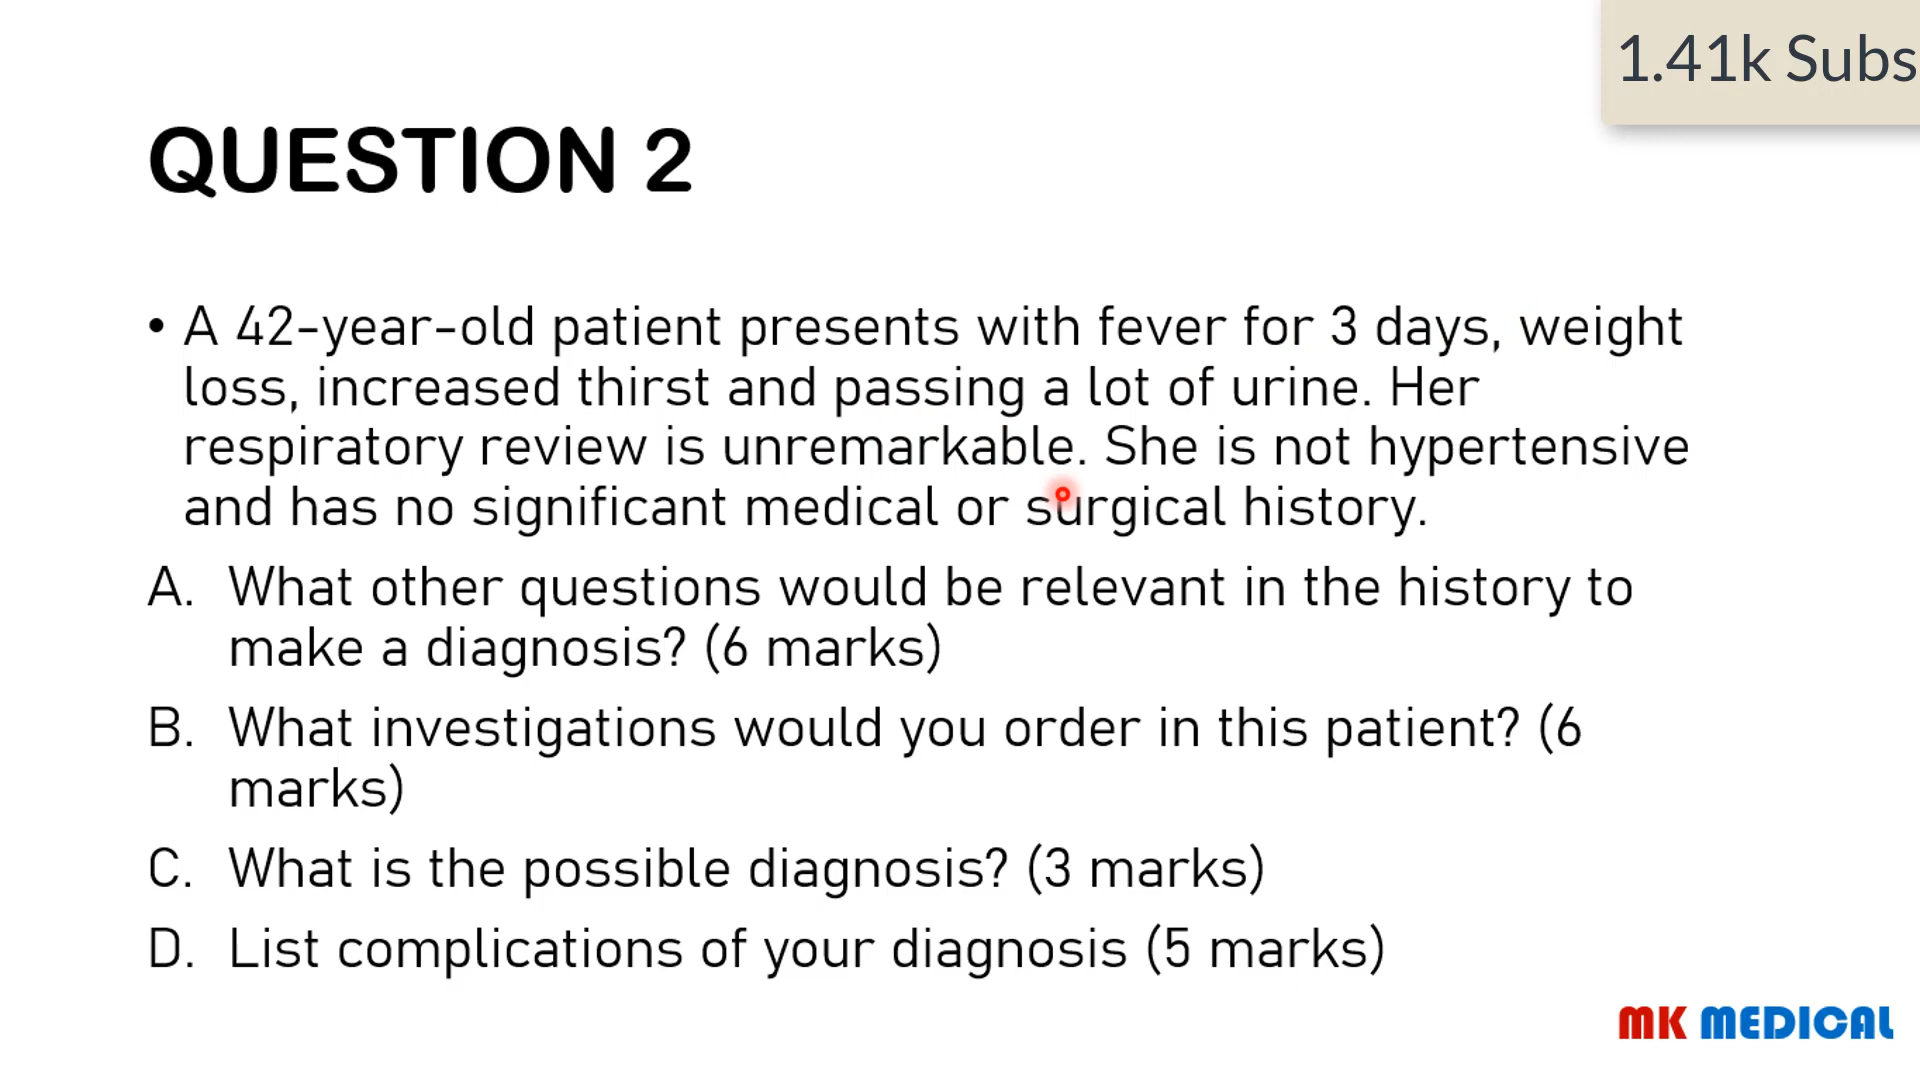 1.41k Subs
QUESTION 2
• A 42-year-old patient presents with fever for 3 days, weight
loss, increased thirst and passing a lot of urine. Her
respiratory review is unremarkable. She is not hypertensive
and has no significant medical or surgical history.
A. What other questions would be relevant in the history to
make a diagnosis? (6 marks)
B. What investigations would you order in this patient? (6
marks)
C. What is the possible diagnosis? (3 marks)
D. List complications of your diagnosis (5 marks)
MK MEDICAL